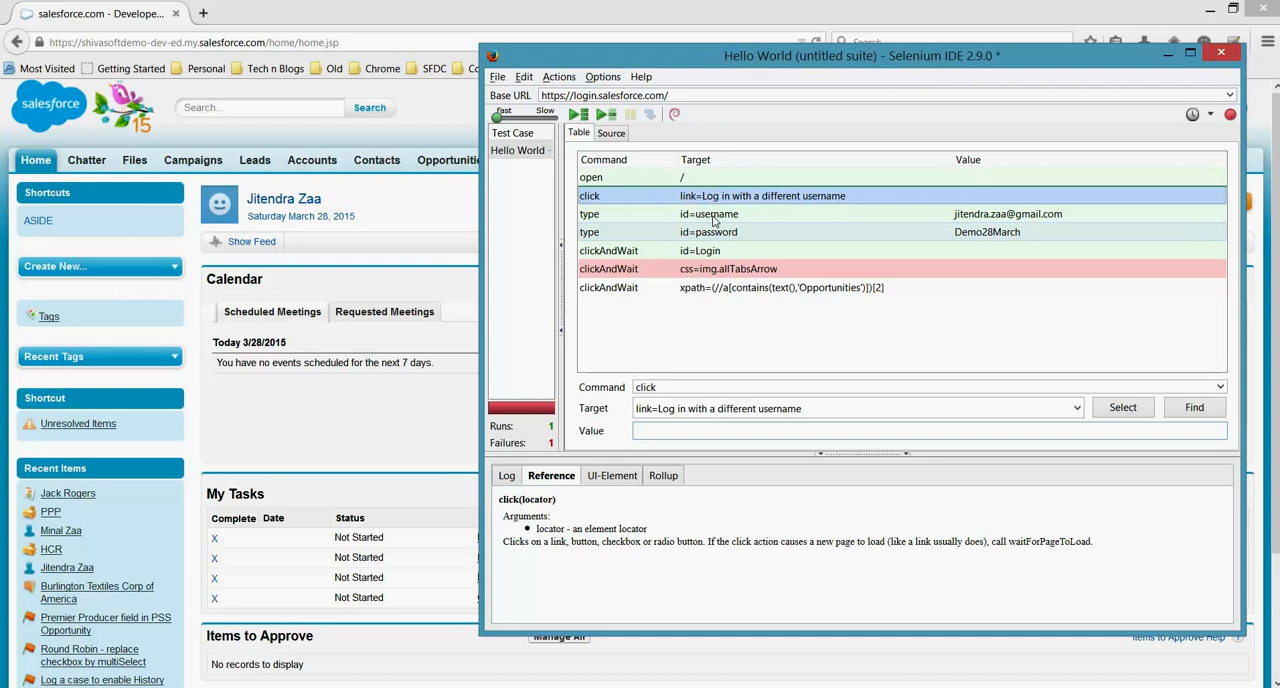 salesforce.com - Develope...
https://shivasoftdemo-dev-ed.my.salesforce.com/home/home.jsp
Search
Most Visited Getting Started Personal Tech n Blogs Old Chrome SFDC
salesforce
15
Search... Search
Home Chatter Files Campaigns Leads Accounts Contacts
Shortcuts
ASIDE
Create New...
Tags
Recent Tags
Shortcut
Unresolved Items
Recent Items
Jack Rogers
PPP
Minal Zaa
HCR
Jitendra Zaa
Burlington Textiles Corp of
America
Premier Producer field in PSS
Opportunity
Round Robin - replace
checkbox by multiSelect
Log a case to enable History
Jitendra Zaa
Saturday March 28, 2015
Show Feed
Calendar
Scheduled Meetings Requested Meetings
Today 3/28/2015
You have no events scheduled for the next 7 days.
My Tasks
Complete Date Status
X Not Started
X Not Started
X Not Started
X Not Started
Items to Approve Manage All Items to Approve Help
No records to display
Hello World (untitled suite) - Selenium IDE 2.9.0 *
File Edit Actions Options Help
Base URL https://login.salesforce.com/
Fast Slow
Test Case
Hello World
Table Source
Command Target Value
open /
click link=Log in with a different username
type id=username jitendra.zaa@gmail.com
type id=password Demo28March
clickAndWait id=Login
clickAndWait css=img.allTabsArrow
clickAndWait xpath=(//a[contains(text(),'Opportunities')])[2]
Command click
Target link=Log in with a different username Select Find
Value
Runs: 1
Failures: 1
Log Reference UI-Element Rollup
click(locator)
Arguments:
locator - an element locator
Clicks on a link, button, checkbox or radio button. If the click action causes a new page to load (like a link usually does), call waitForPageToLoad.